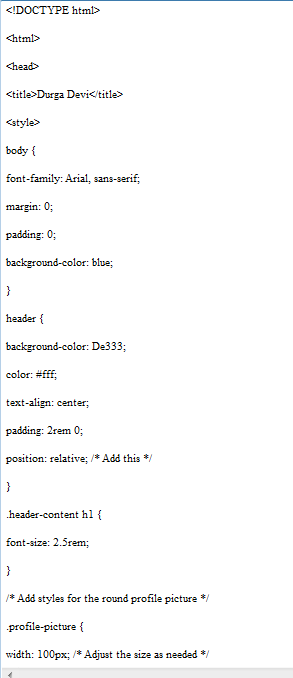 <!DOCTYPE html>
<html>
<head>
<title>Durga Devi</title>
<style>
body {
font-family: Arial, sans-serif;
margin: 0;
padding: 0;
background-color: blue;
}
header {
background-color: De333;
color: #fff;
text-align: center;
padding: 2rem 0;
position: relative; /* Add this */
}
.header-content h1 {
font-size: 2.5rem;
}
/* Add styles for the round profile picture */
.profile-picture {
width: 100px; /* Adjust the size as needed */